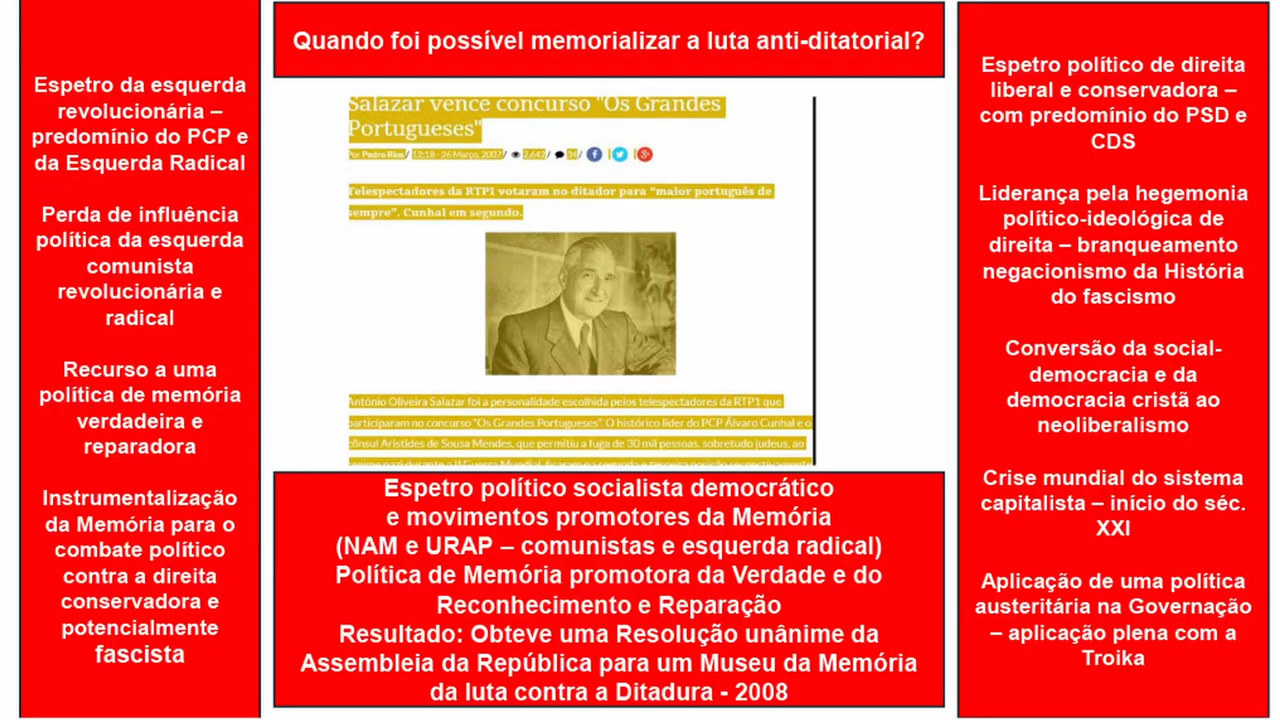 Espetro da esquerda
revolucionária –
predomínio do PCP e
da Esquerda Radical
Perda de influência
política da esquerda
comunista
revolucionária e
radical
Recurso a uma
política de memória
verdadeira e
reparadora
Instrumentalização
da Memória para o
combate político
contra a direita
conservadora e
potencialmente
fascista
Quando foi possível memorializar a luta anti-ditatorial?
Salazar vence concurso "Os Grandes
Portugueses"
Por Pedro Rios/ 12:18 - 26 Março, 2007/ 2,642/ /
Telespectadores da RTP1 votaram no ditador para "maior português de
sempre". Cunhal em segundo.
António Oliveira Salazar foi a personalidade escolhida pelos telespectadores da RTP1 que
participaram no concurso "Os Grandes Portugueses". O histórico líder do PCP Álvaro Cunhal e o
cônsul Aristides de Sousa Mendes, que permitiu a fuga de 30 mil pessoas, sobretudo judeus, ao
Espetro político socialista democrático
e movimentos promotores da Memória
(NAM e URAP – comunistas e esquerda radical)
Política de Memória promotora da Verdade e do
Reconhecimento e Reparação
Resultado: Obteve uma Resolução unânime da
Assembleia da República para um Museu da Memória
da luta contra a Ditadura - 2008
Espetro político de direita
liberal e conservadora –
com predomínio do PSD e
CDS
Liderança pela hegemonia
político-ideológica de
direita – branqueamento
negacionismo da História
do fascismo
Conversão da social-
democracia e da
democracia cristã ao
neoliberalismo
Crise mundial do sistema
capitalista – início do séc.
XXI
Aplicação de uma política
austeritária na Governação
– aplicação plena com a
Troika